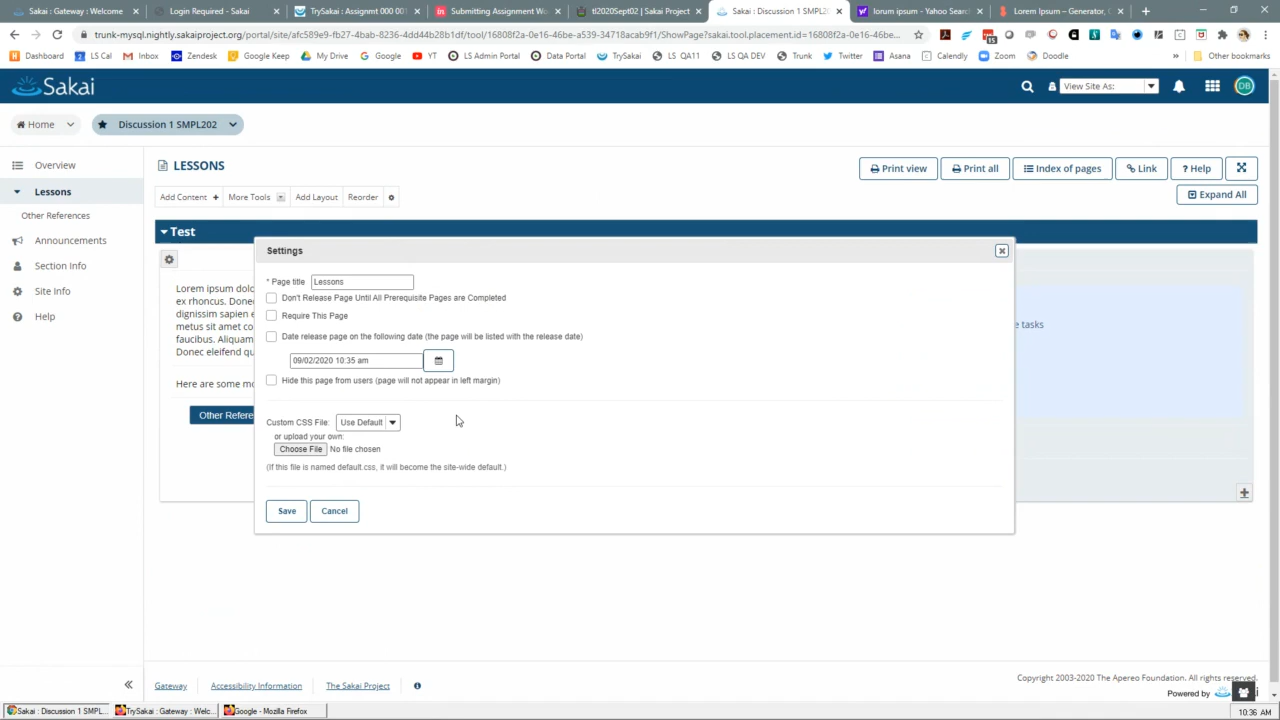 Sakai : Gateway : Welcome
Login Required - Sakai
TrySakai : Assignmt 000 001
Submitting Assignment Wo
tl2020Sept02 | Sakai Project
Sakai : Discussion 1 SMPL20
lorum ipsum - Yahoo Search
Lorem Ipsum – Generator, O
trunk-mysql.nightly.sakaiproject.org/portal/site/afc589e9-fb27-4bab-8236-4dd44b28b1df/tool/16808f2a-0e16-46be-a539-34718acab9f1/ShowPage?sakai.tool.placement.id=16808f2a-0e16-46be...
15
Dashboard
LS Cal
Inbox
Zendesk
Google Keep
My Drive
Google
YT
LS Admin Portal
Data Portal
TrySakai
LS QA11
LS QA DEV
Trunk
Twitter
Asana
Calendly
Zoom
Doodle
» Other bookmarks
Sakai
View Site As:
DB
Home
Discussion 1 SMPL202
Overview
Lessons
Other References
Announcements
Section Info
Site Info
Help
LESSONS
Print view
Print all
Index of pages
Link
? Help
Expand All
Add Content +
More Tools
Add Layout
Reorder
Test
Lorem ipsum d
ex rhoncus. Done
dignissim sapien
metus sit amet co
faucibus. Aliquam
Donec eleifend qu
Here are some mo
Other Refere
e tasks
Settings
* Page title Lessons
Don't Release Page Until All Prerequisite Pages are Completed
Require This Page
Date release page on the following date (the page will be listed with the release date)
09/02/2020 10:35 am
Hide this page from users (page will not appear in left margin)
Custom CSS File: Use Default
or upload your own:
Choose File No file chosen
(If this file is named default.css, it will become the site-wide default.)
Save
Cancel
Gateway
Accessibility Information
The Sakai Project
Copyright 2003-2020 The Apereo Foundation. All rights reserved.
Powered by
Sakai : Discussion 1 SMPL...
TrySakai : Gateway : Welc...
Google - Mozilla Firefox
10:36 AM